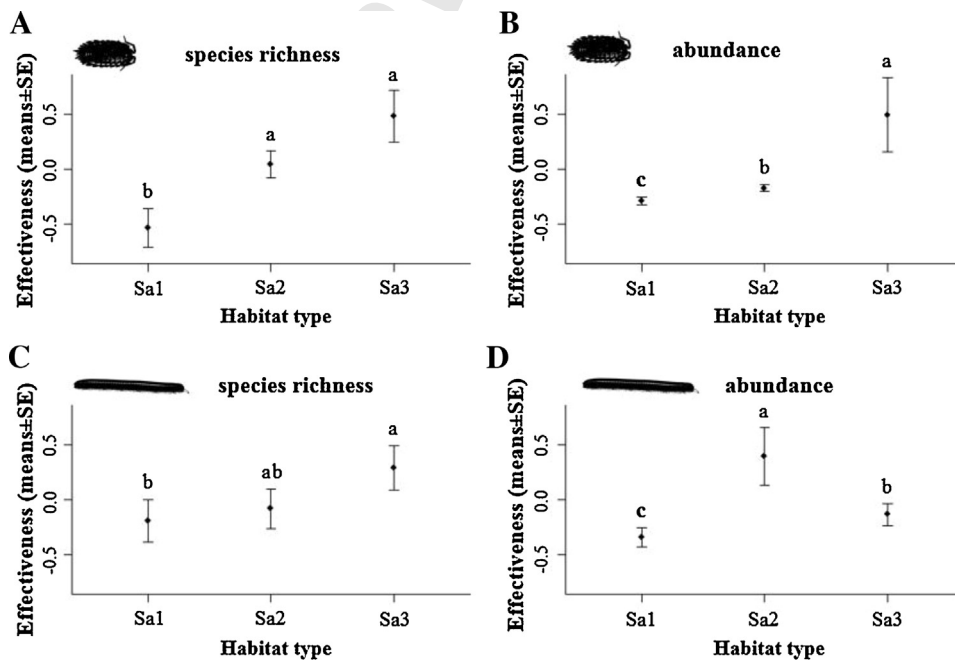 A
species richness
Effectiveness (means±SE)
0.5
0.0
-0.5
b
a
a
Sa1 Sa2 Sa3
Habitat type
B
abundance
Effectiveness (means±SE)
0.5
0.0
-0.5
c
b
a
Sa1 Sa2 Sa3
Habitat type
C
species richness
Effectiveness (means±SE)
0.5
0.0
-0.5
b
ab
a
Sa1 Sa2 Sa3
Habitat type
D
abundance
Effectiveness (means±SE)
0.5
0.0
-0.5
c
a
b
Sa1 Sa2 Sa3
Habitat type